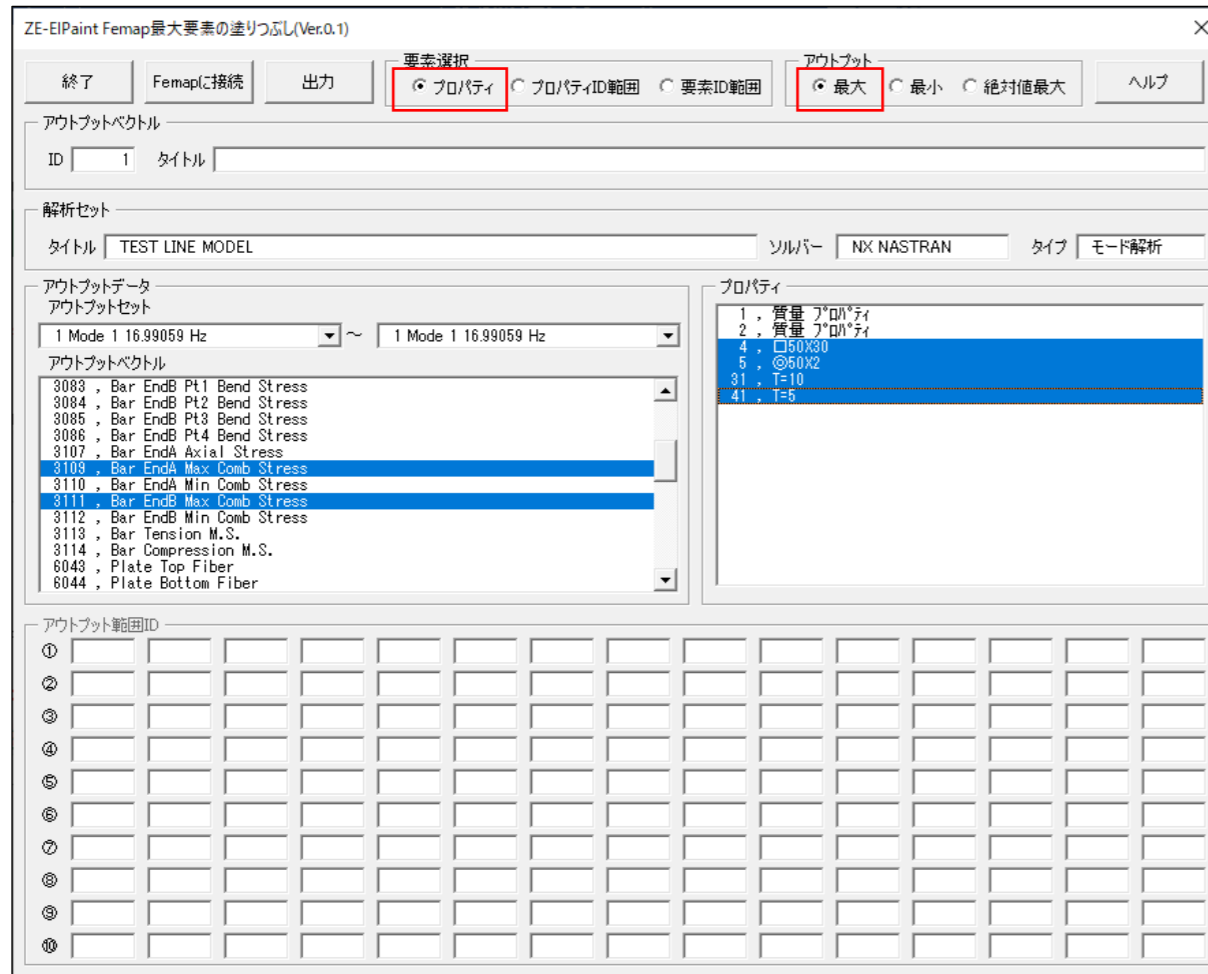 ZE-ElPaint Femap最大要素の塗りつぶし(Ver.0.1)
終了 Femapに接続 出力 要素選択 プロパティ プロパティID範囲 要素ID範囲 アウトプット 最大 最小 絶対値最大 ヘルプ
アウトプットベクトル
ID 1 タイトル
解析セット
タイトル TEST LINE MODEL ソルバー NX NASTRAN タイプ モード解析
アウトプットデータ
アウトプットセット
1 Mode 1 16.99059 Hz ～ 1 Mode 1 16.99059 Hz
アウトプットベクトル
3083 , Bar EndB Pt1 Bend Stress
3084 , Bar EndB Pt2 Bend Stress
3085 , Bar EndB Pt3 Bend Stress
3086 , Bar EndB Pt4 Bend Stress
3107 , Bar EndA Axial Stress
3109 , Bar EndA Max Comb Stress
3110 , Bar EndA Min Comb Stress
3111 , Bar EndB Max Comb Stress
3112 , Bar EndB Min Comb Stress
3113 , Bar Tension M.S.
3114 , Bar Compression M.S.
6043 , Plate Top Fiber
6044 , Plate Bottom Fiber
プロパティ
1 , 質量 ﾌﾟﾛﾊﾟﾃｨ
2 , 質量 ﾌﾟﾛﾊﾟﾃｨ
4 , □50X30
5 , ◎50X2
31 , T=10
41 , T=5
アウトプット範囲ID
①
②
③
④
⑤
⑥
⑦
⑧
⑨
⑩